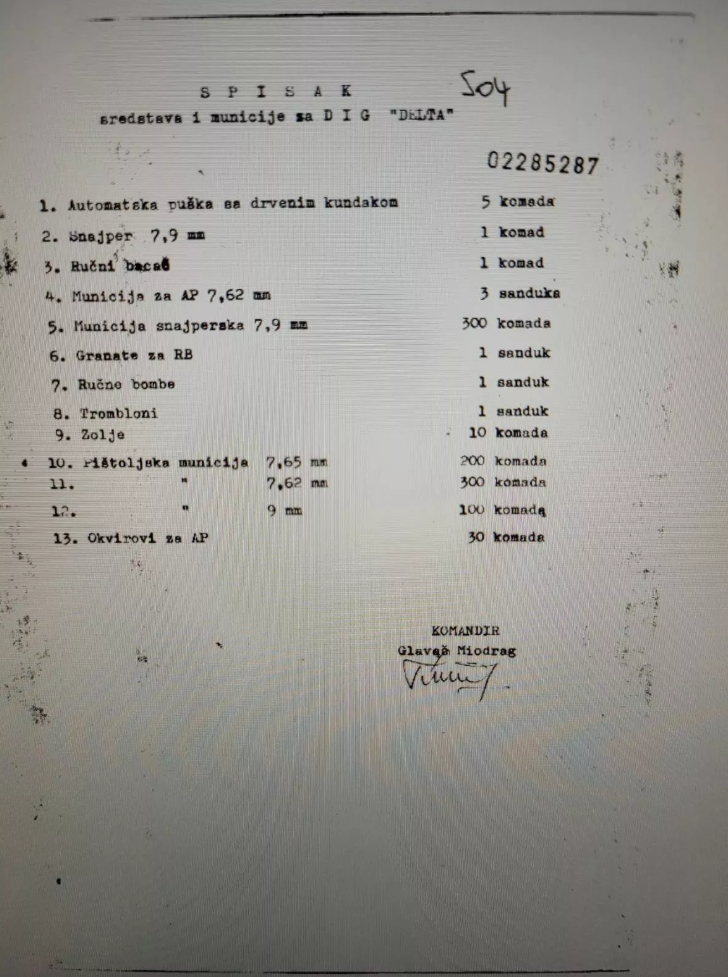 S P I S A K
504
sredstava i municije za D I G "DELTA"
02285287
1. Automatska puška sa drvenim kundakom 5 komada
2. Snajper 7,9 mm 1 komad
3. Ručni bacač 1 komad
4. Municija za AP 7,62 mm 3 sanduka
5. Municija snajperska 7,9 mm 300 komada
6. Granate za RB 1 sanduk
7. Ručne bombe 1 sanduk
8. Trombloni 1 sanduk
9. Zolje 10 komada
10. Pištoljska municija 7,65 mm 200 komada
11. " 7,62 mm 300 komada
12. " 9 mm 100 komada
13. Okvirovi za AP 30 komada
KOMANDIR
Glavaš Miodrag